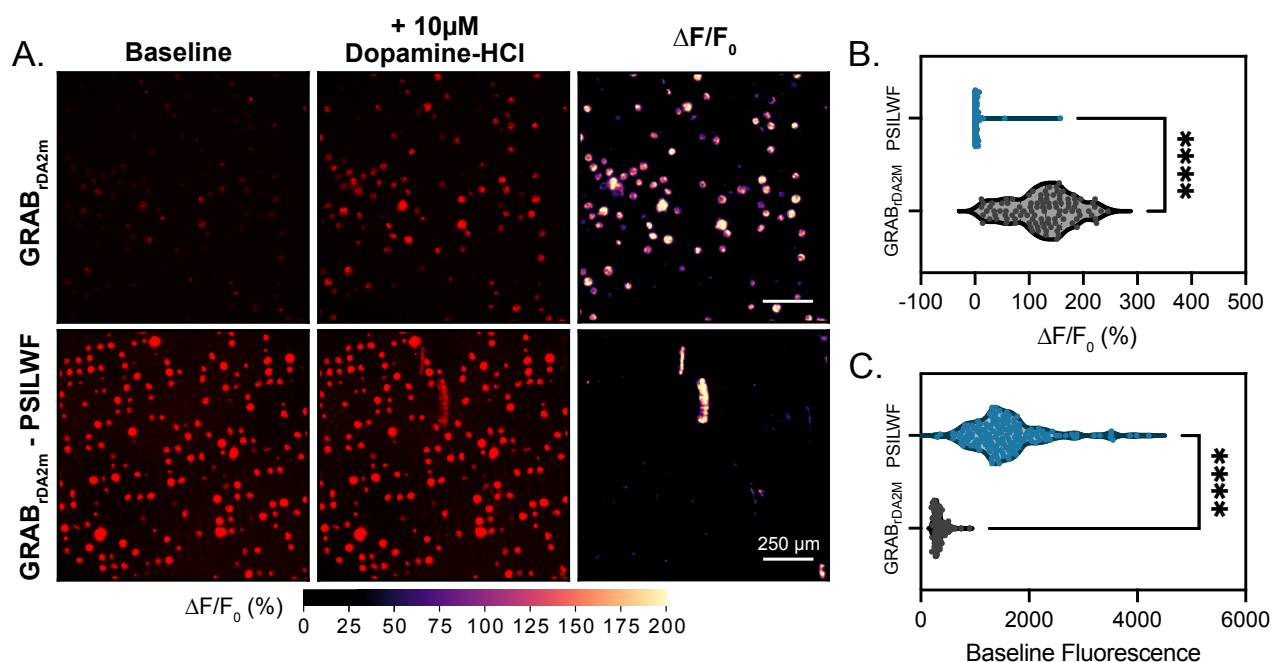 A.
Baseline
+ 10µM
Dopamine-HCl
ΔF/F0
GRABrDA2m
GRABrDA2m - PSILWF
250 µm
ΔF/F0 (%)
0 25 50 75 100 125 150 175 200
B.
PSILWF
GRABrDA2M
****
-100 0 100 200 300 400 500
ΔF/F0 (%)
C.
PSILWF
GRABrDA2M
****
0 2000 4000 6000
Baseline Fluorescence